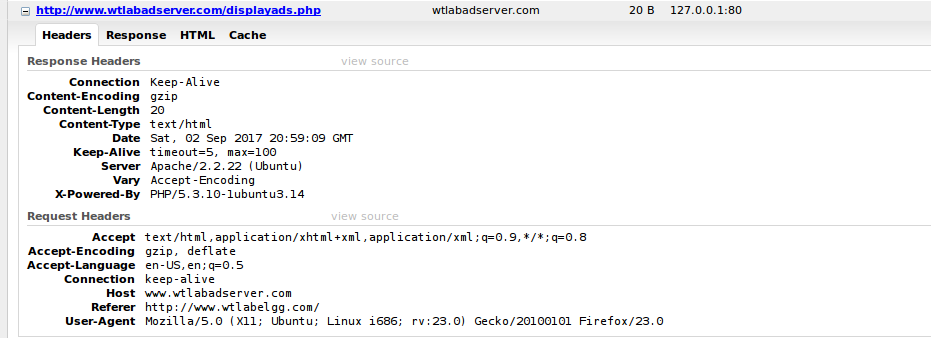 http://www.wtlabadserver.com/displayads.php wtlabadserver.com 20 B 127.0.0.1:80
Headers Response HTML Cache
Response Headers view source
Connection Keep-Alive
Content-Encoding gzip
Content-Length 20
Content-Type text/html
Date Sat, 02 Sep 2017 20:59:09 GMT
Keep-Alive timeout=5, max=100
Server Apache/2.2.22 (Ubuntu)
Vary Accept-Encoding
X-Powered-By PHP/5.3.10-1ubuntu3.14
Request Headers view source
Accept text/html,application/xhtml+xml,application/xml;q=0.9,*/*;q=0.8
Accept-Encoding gzip, deflate
Accept-Language en-US,en;q=0.5
Connection keep-alive
Host www.wtlabadserver.com
Referer http://www.wtlabelgg.com/
User-Agent Mozilla/5.0 (X11; Ubuntu; Linux i686; rv:23.0) Gecko/20100101 Firefox/23.0